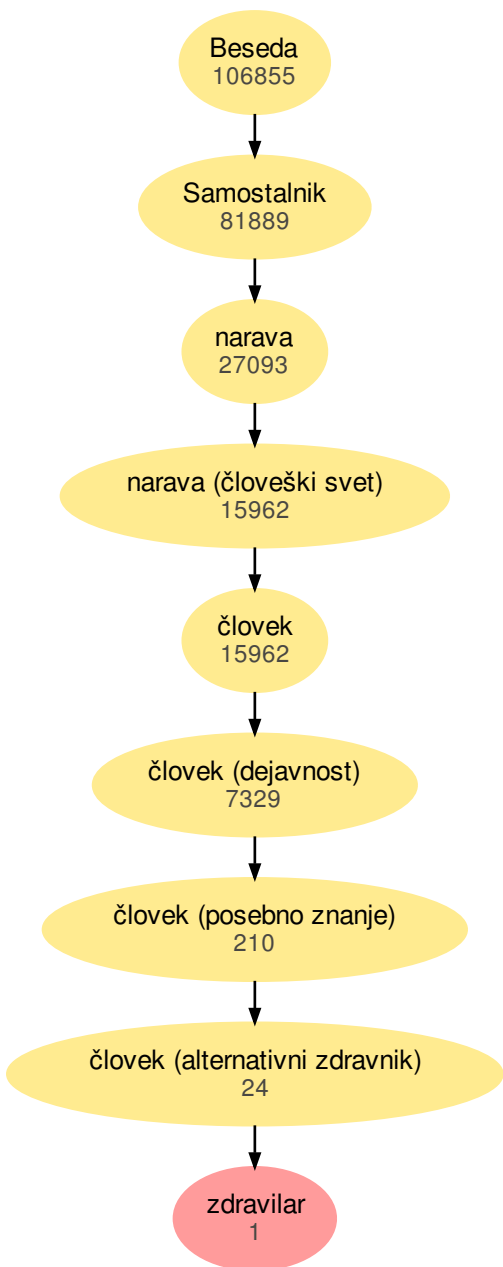 Beseda
106855
Samostalnik
81889
narava
27093
narava (človeški svet)
15962
človek
15962
človek (dejavnost)
7329
človek (posebno znanje)
210
človek (alternativni zdravnik)
24
zdravilar
1